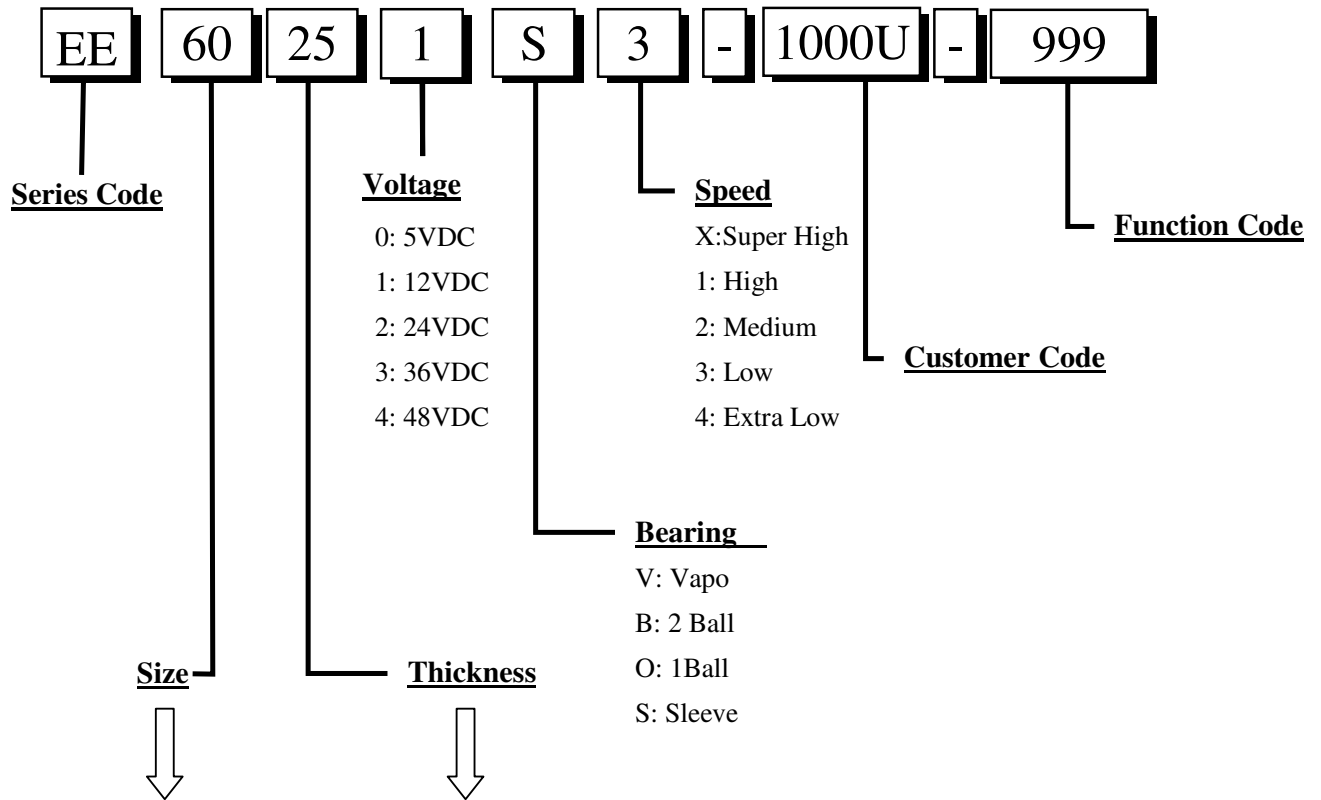 EE 60 25 1 S 3 - 1000U - 999
Series Code
Voltage
0: 5VDC
1: 12VDC
2: 24VDC
3: 36VDC
4: 48VDC
Speed
X:Super High
1: High
2: Medium
3: Low
4: Extra Low
Function Code
Customer Code
Bearing
V: Vapo
B: 2 Ball
O: 1Ball
S: Sleeve
Size
Thickness